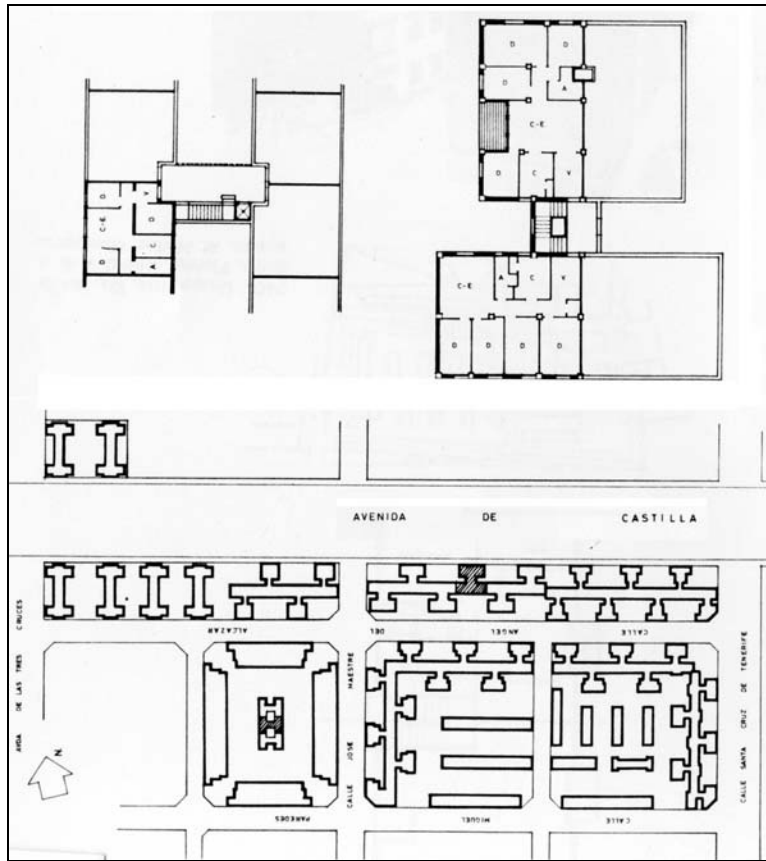 D D
D A
C-E.
D C V
D. V
C-E. D
D C
A
C-E. A C V
D D D D
AVENIDA DE CASTILLA
AVDA DE LAS TRES CRUCES
ALCAZAR DEL ANGEL CALLE
CALLE JOSE MAESTRE
CALLE SANTA CRUZ DE TENERIFE
N
PAREDES MIGUEL CALLE